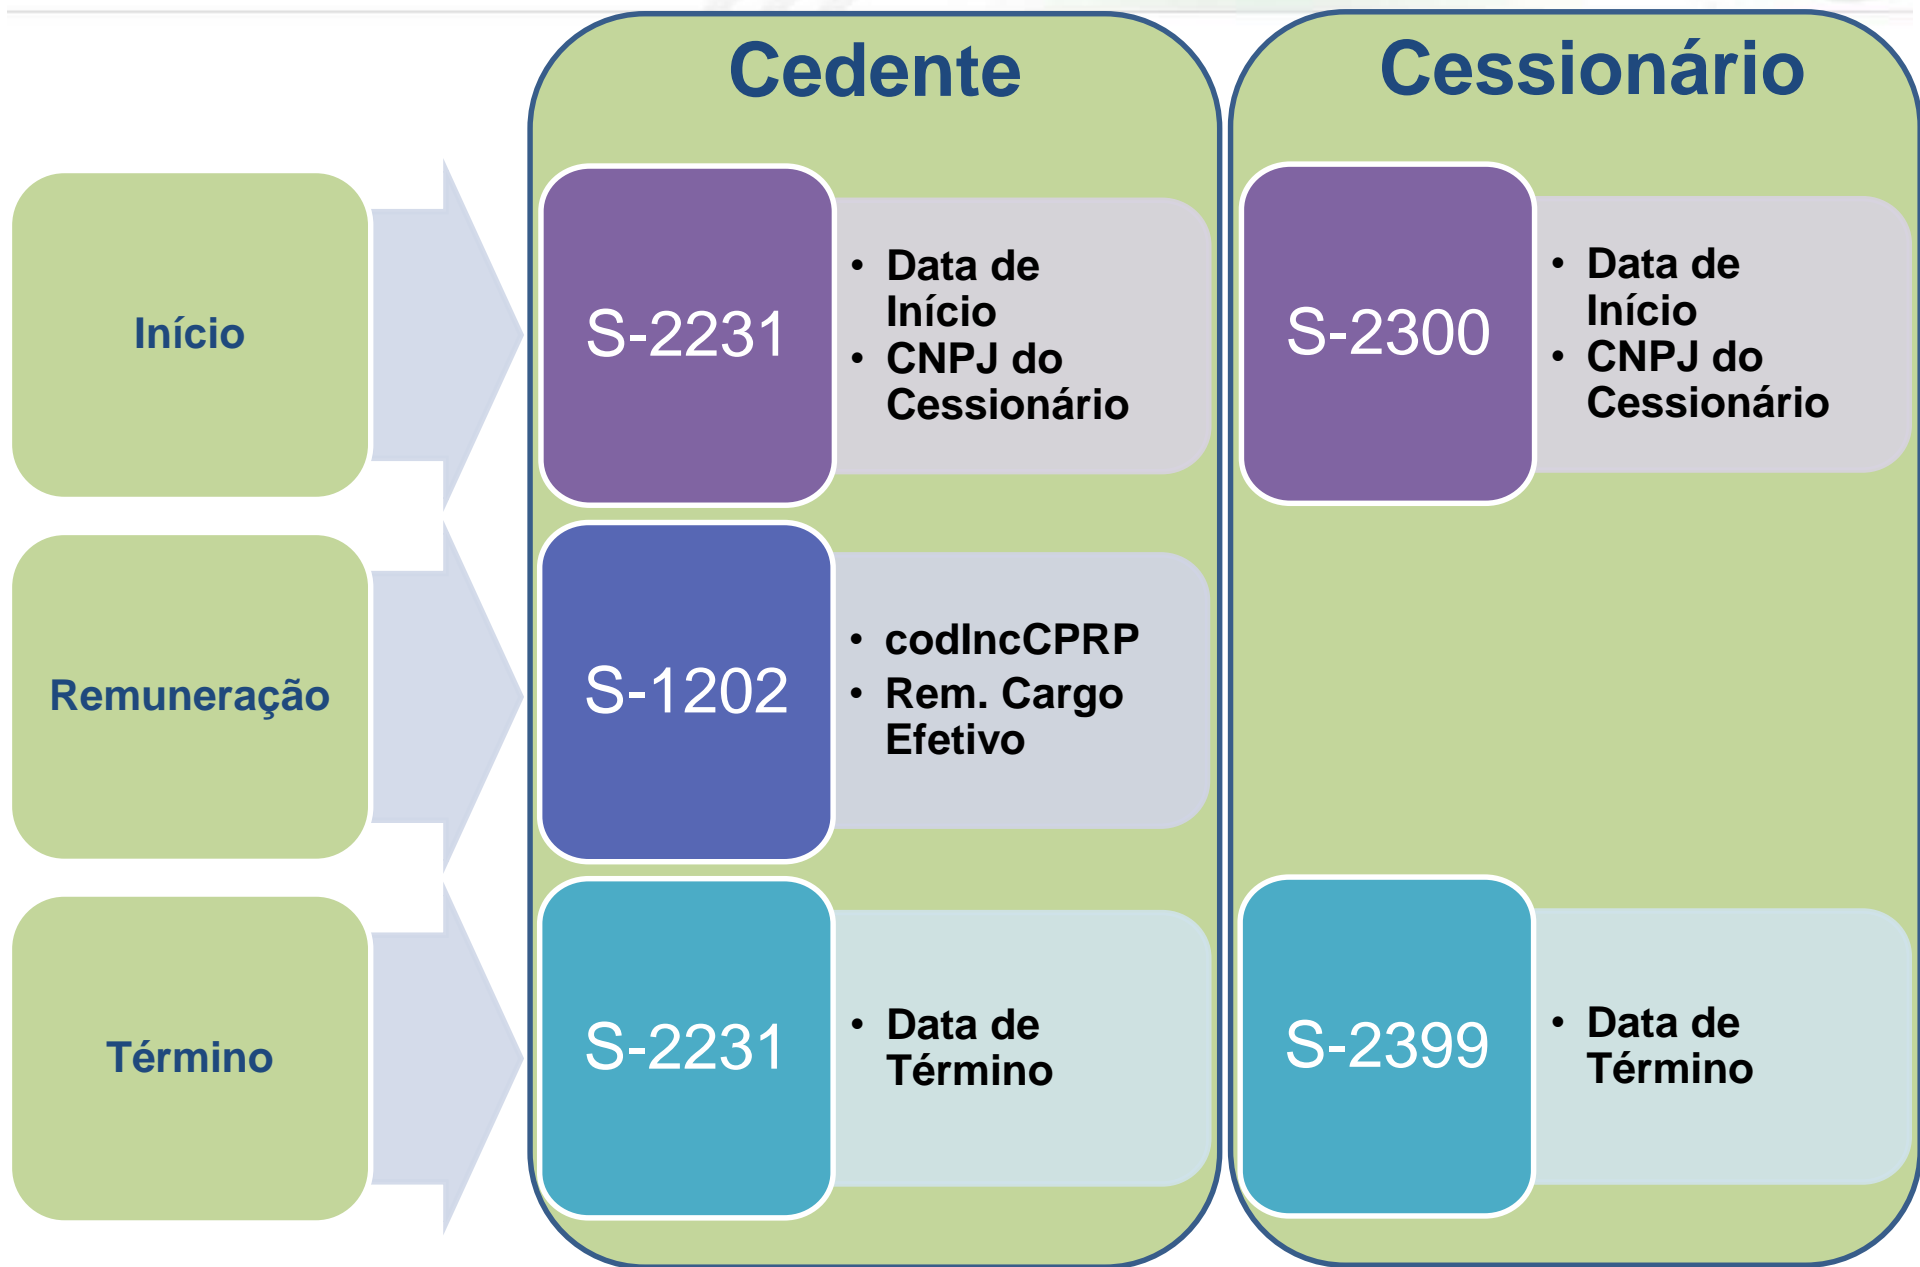 Cedente
Cessionário
Início
S-2231
• Data de
Início
• CNPJ do
Cessionário
S-2300
• Data de
Início
• CNPJ do
Cessionário
Remuneração
S-1202
• codIncCPRP
• Rem. Cargo
Efetivo
Término
S-2231
• Data de
Término
S-2399
• Data de
Término